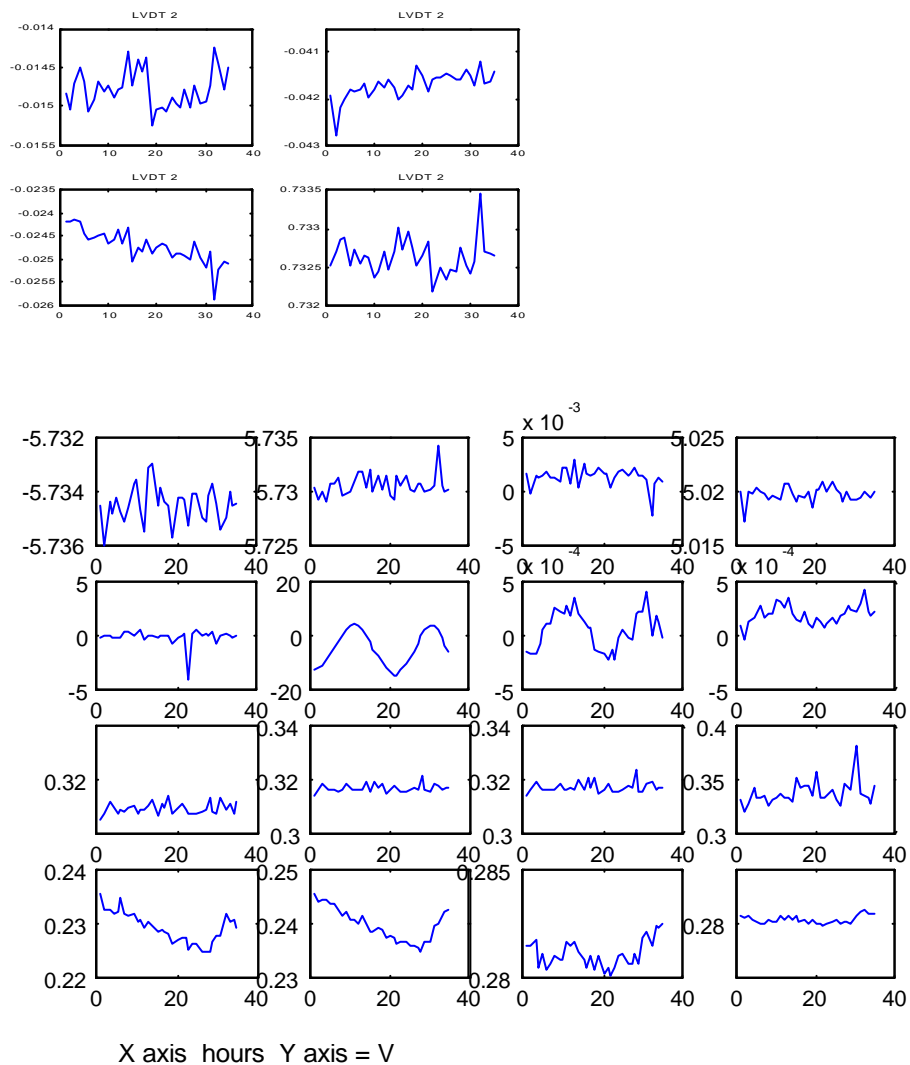 LVDT 2 LVDT 2
-0.014
-0.0145
-0.015
-0.0155
0 10 20 30 40
-0.041
-0.042
-0.043
0 10 20 30 40
LVDT 2 LVDT 2
-0.0235
-0.024
-0.0245
-0.025
-0.0255
-0.026
0 10 20 30 40
0.7335
0.733
0.7325
0.732
0 10 20 30 40
-5.732
-5.734
-5.736
0 20 40
5.735
5.73
5.725
0 20 40
x 10 -3
5
0
-5
0 20 40
5.025
5.02
5.015
0 20 40
5
0
-5
0 20 40
20
0
-20
0 20 40
x 10 -4
5
0
-5
0 20 40
x 10 -4
5
0
-5
0 20 40
0.32
0 20 40
0.34
0.32
0.3
0 20 40
0.34
0.32
0.3
0 20 40
0.4
0.35
0.3
0 20 40
0.24
0.23
0.22
0 20 40
0.25
0.24
0.23
0 20 40
0.285
0.28
0 20 40
0.28
0 20 40
X axis hours Y axis = V